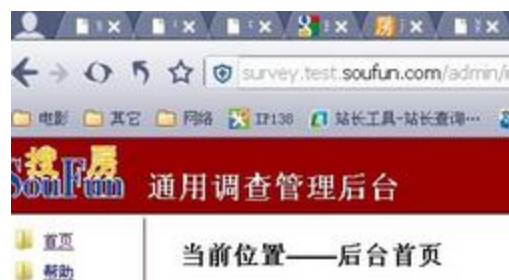 survey.test.soufun.com/admin/i
电影 其它 网络 IP138 站长工具-站长查询…
搜房
SouFun 通用调查管理后台
首页
当前位置——后台首页
帮助